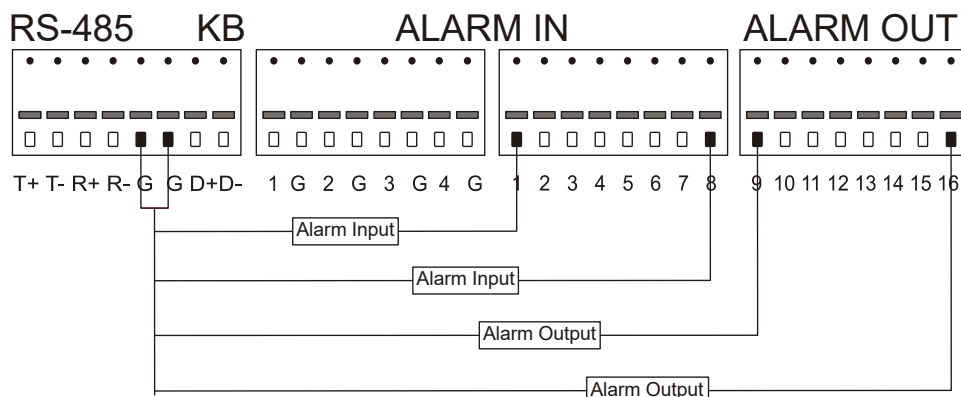 RS-485 KB ALARM IN ALARM OUT
T+ T- R+ R- G G D+ D- 1 G 2 G 3 G 4 G 1 2 3 4 5 6 7 8 9 10 11 12 13 14 15 16
Alarm Input
Alarm Input
Alarm Output
Alarm Output